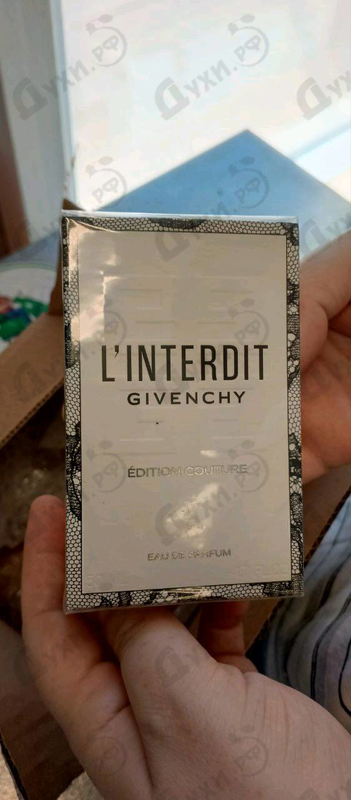 L'INTERDIT
GIVENCHY
ÉDITION COUTURE
EAU DE PARFUM
Духи.рф